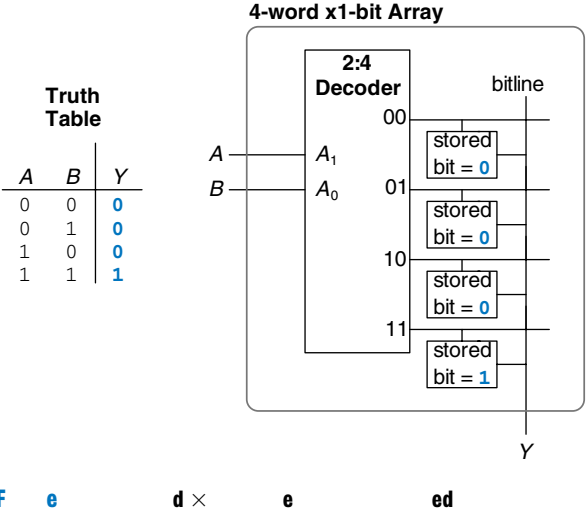 4-word x1-bit Array
2:4
Decoder
bitline
Truth
Table
00
stored
bit = 0
A
A1
B
A0
01
stored
bit = 0
A B Y
0 0 0
0 1 0
1 0 0
1 1 1
10
stored
bit = 0
11
stored
bit = 1
Y
F e d × e ed